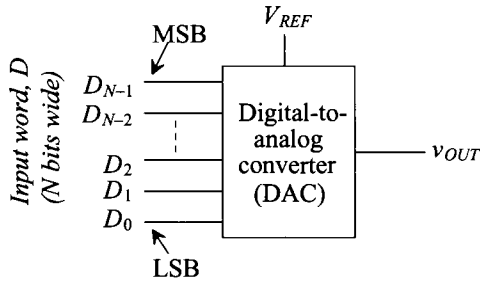 V_REF
MSB
Input word, D
(N bits wide)
D_{N–1}
D_{N–2}
D_2
D_1
D_0
LSB
Digital-to-
analog
converter
(DAC)
v_OUT